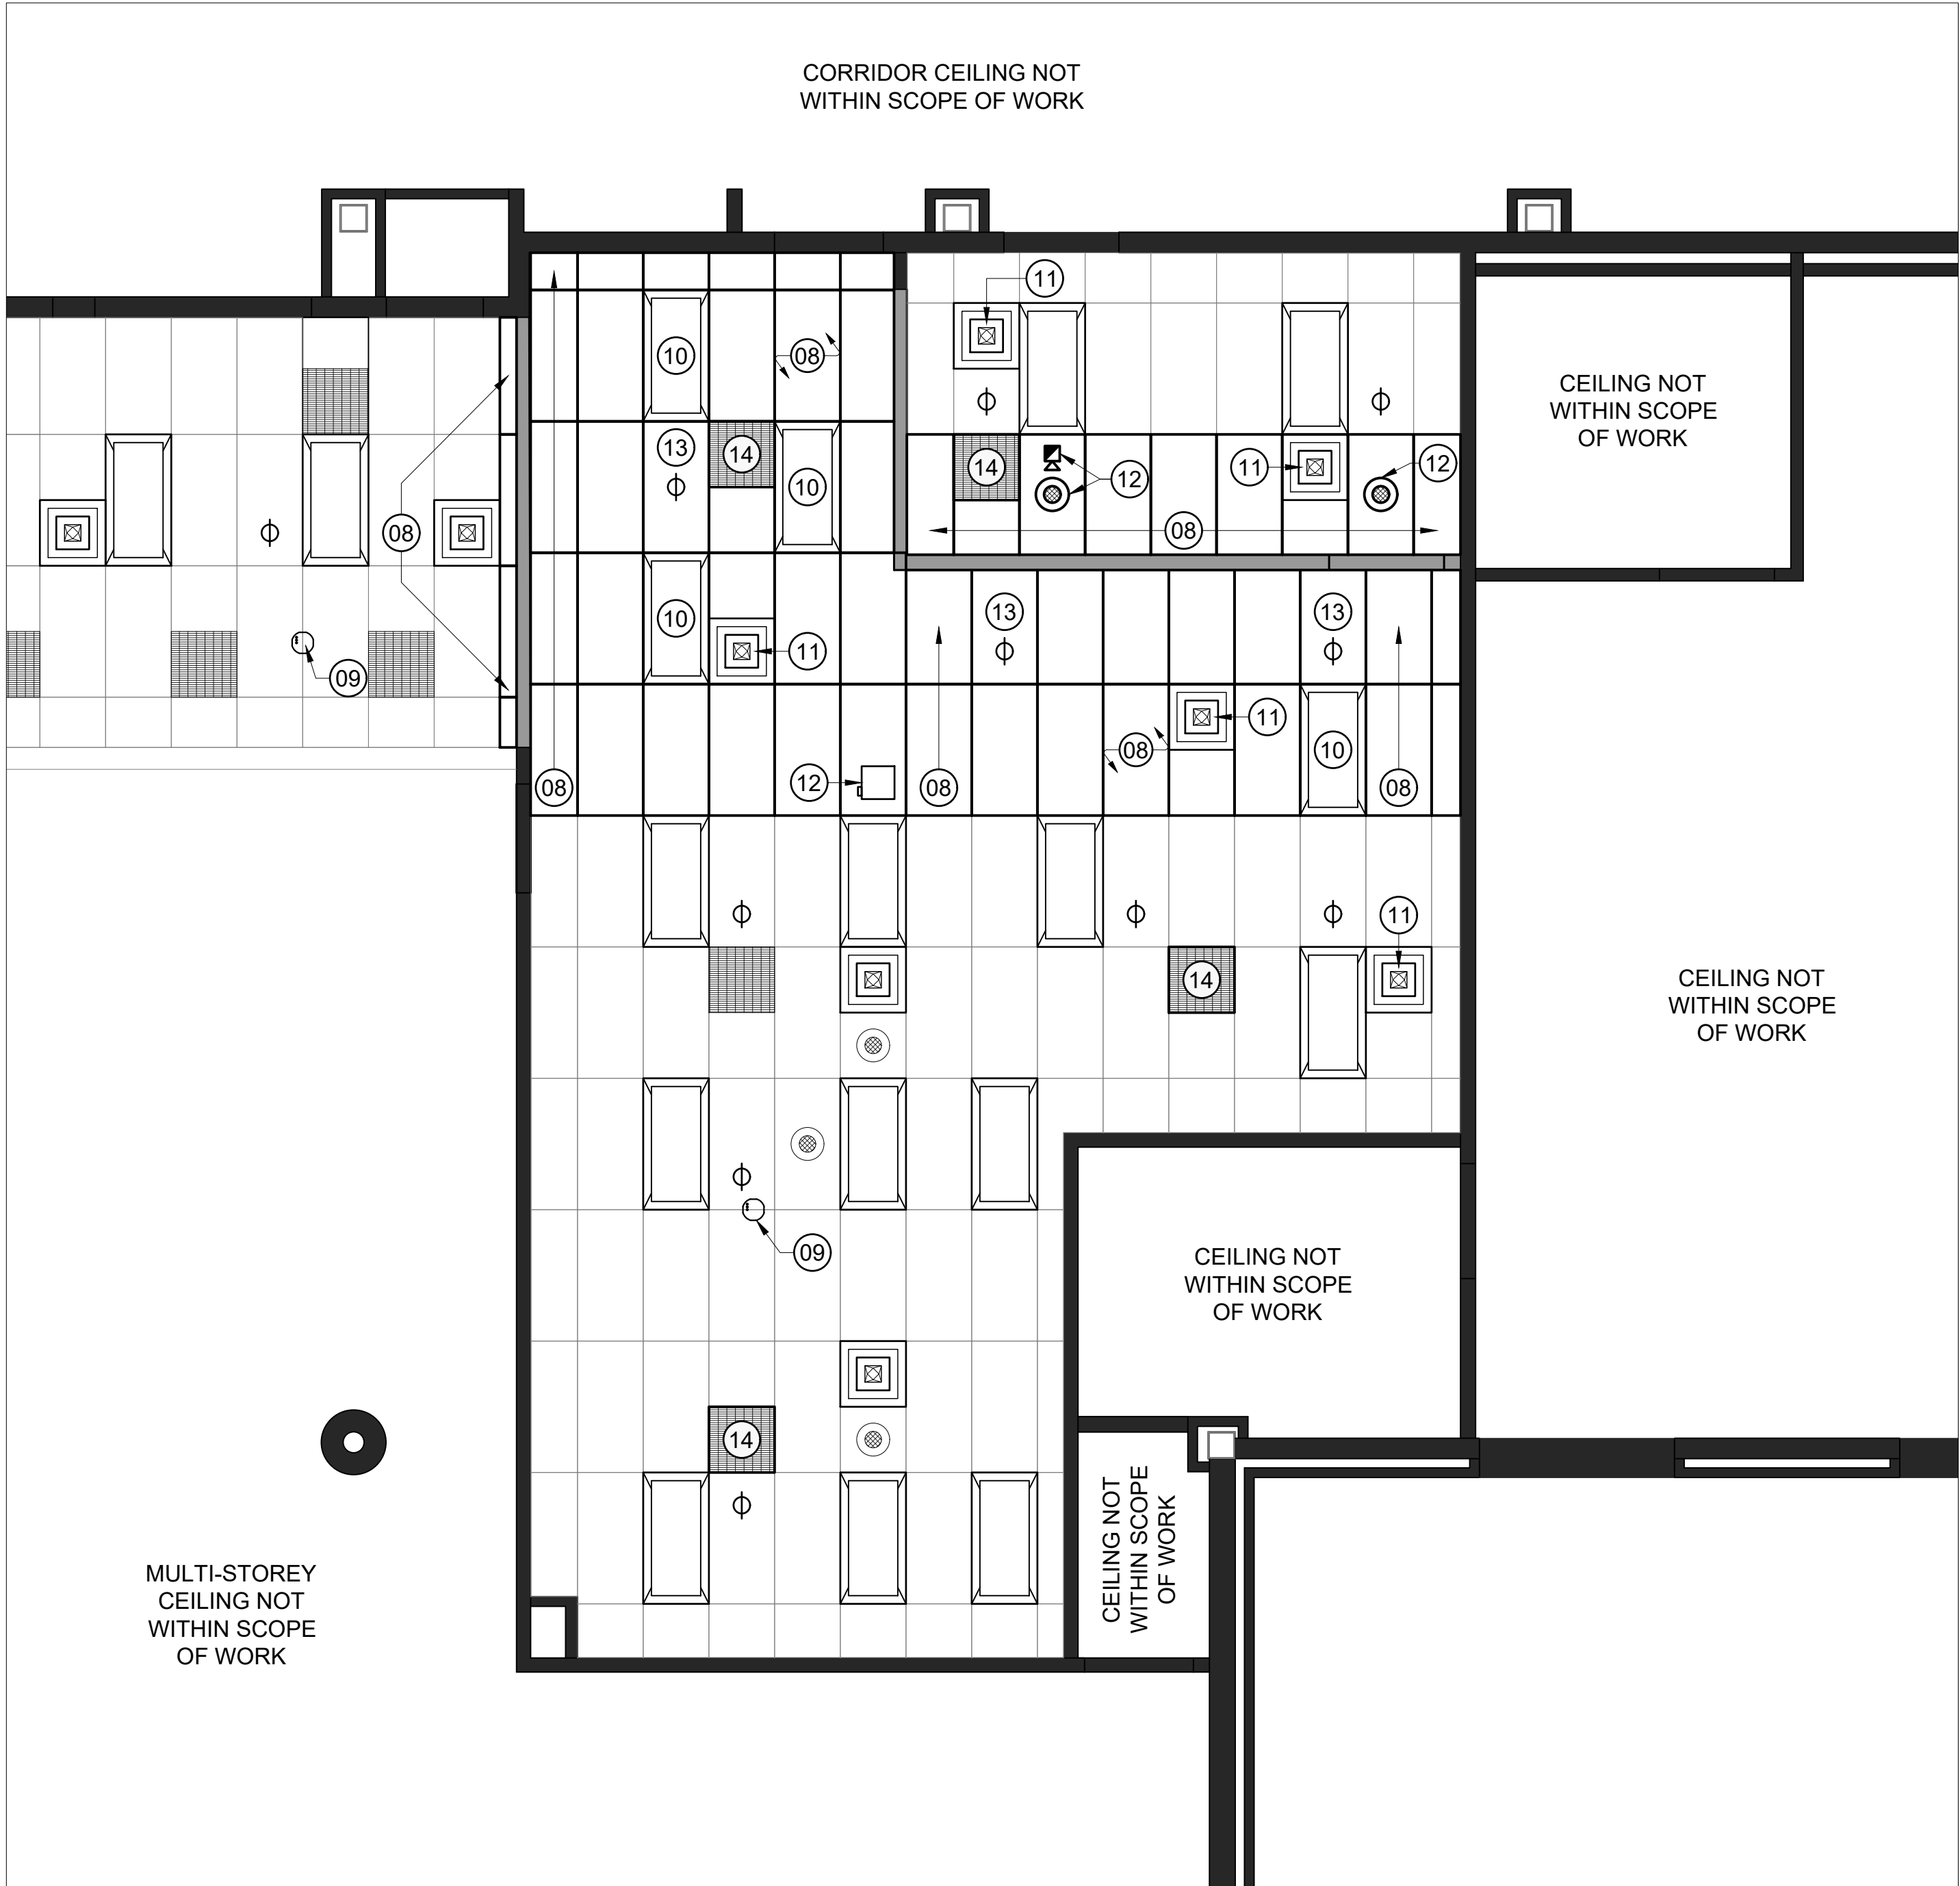 CORRIDOR CEILING NOT
WITHIN SCOPE OF WORK
11
10
08
CEILING NOT
WITHIN SCOPE
OF WORK
13
14
10
14
12
11
12
08
08
10
11
13
13
09
11
08
10
12
08
08
08
11
14
CEILING NOT
WITHIN SCOPE
OF WORK
09
CEILING NOT
WITHIN SCOPE
OF WORK
14
CEILING NOT
WITHIN SCOPE
OF WORK
MULTI-STOREY
CEILING NOT
WITHIN SCOPE
OF WORK